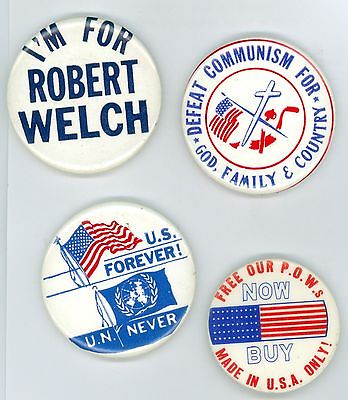 I'M FOR
ROBERT
WELCH
DEFEAT COMMUNISM FOR
GOD, FAMILY & COUNTRY
U.S.
FOREVER!
U.N. NEVER
FREE OUR P.O.W.s
NOW
BUY
MADE IN U.S.A. ONLY!